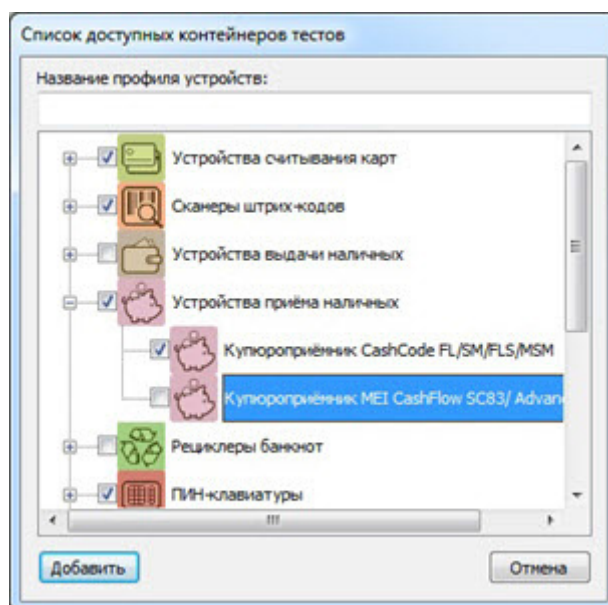 Список доступных контейнеров тестов
Название профиля устройств:
Устройства считывания карт
Сканеры штрих-кодов
Устройства выдачи наличных
Устройства приёма наличных
Купюроприёмник CashCode FL/SM/FLS/MSM
Купюроприёмник MEI CashFlow SC83/ Advan
Рециклеры банкнот
ПИН-клавиатуры
Добавить
Отмена